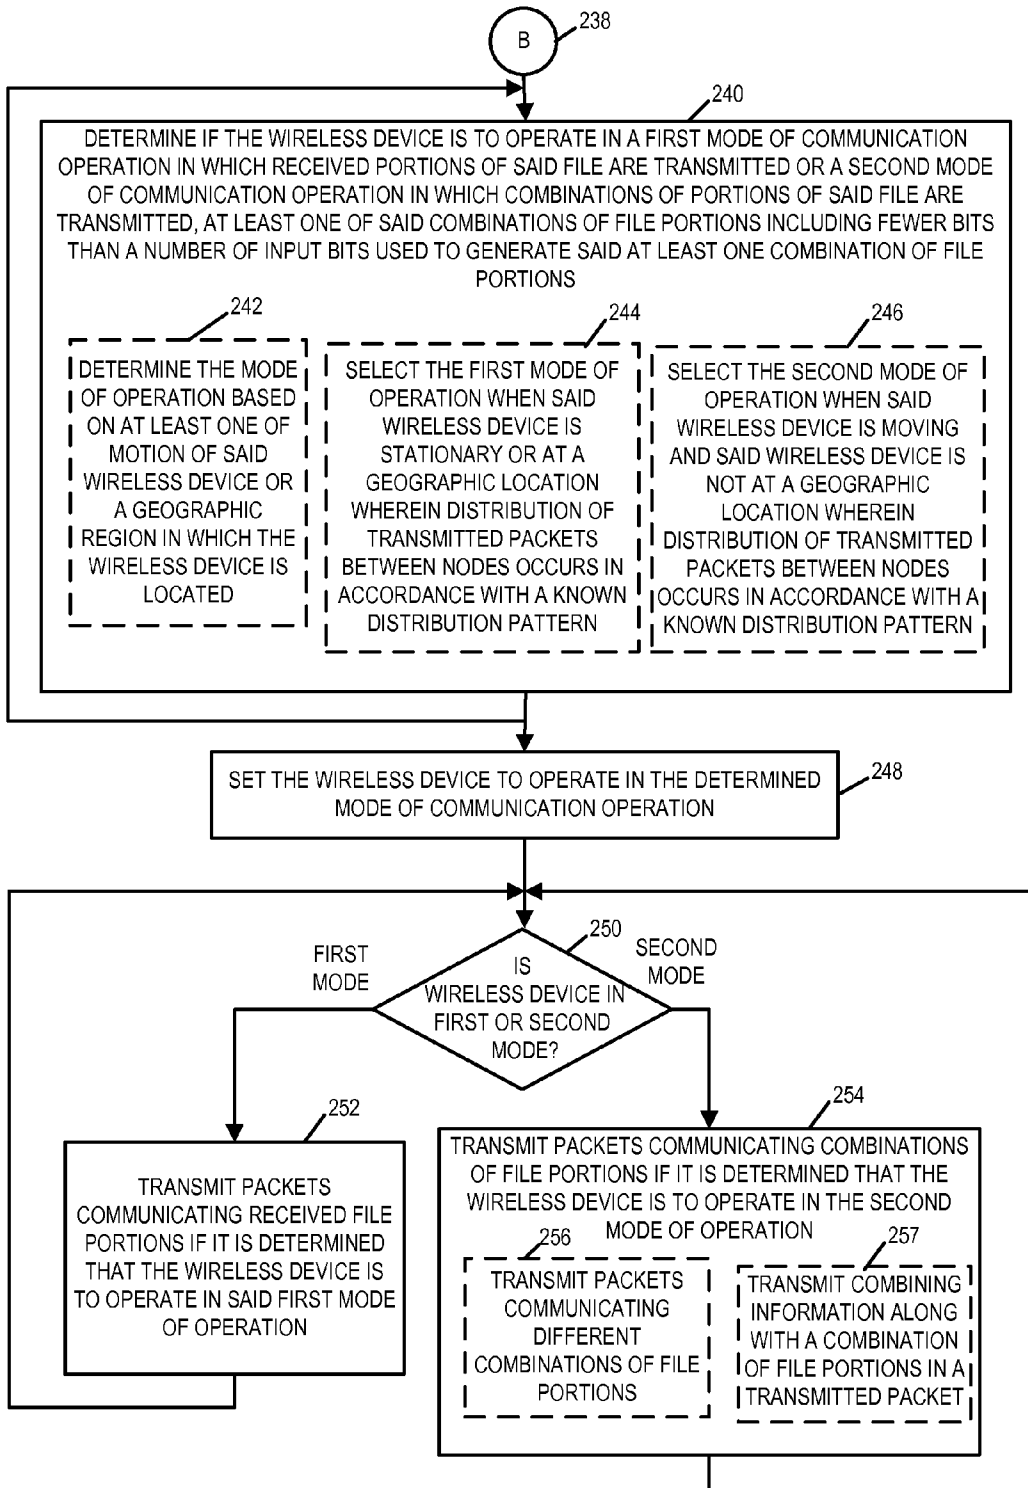 B
238
240
DETERMINE IF THE WIRELESS DEVICE IS TO OPERATE IN A FIRST MODE OF COMMUNICATION
OPERATION IN WHICH RECEIVED PORTIONS OF SAID FILE ARE TRANSMITTED OR A SECOND MODE
OF COMMUNICATION OPERATION IN WHICH COMBINATIONS OF PORTIONS OF SAID FILE ARE
TRANSMITTED, AT LEAST ONE OF SAID COMBINATIONS OF FILE PORTIONS INCLUDING FEWER BITS
THAN A NUMBER OF INPUT BITS USED TO GENERATE SAID AT LEAST ONE COMBINATION OF FILE
PORTIONS
242
DETERMINE THE MODE
OF OPERATION BASED
ON AT LEAST ONE OF
MOTION OF SAID
WIRELESS DEVICE OR
A GEOGRAPHIC
REGION IN WHICH THE
WIRELESS DEVICE IS
LOCATED
244
SELECT THE FIRST MODE OF
OPERATION WHEN SAID
WIRELESS DEVICE IS
STATIONARY OR AT A
GEOGRAPHIC LOCATION
WHEREIN DISTRIBUTION OF
TRANSMITTED PACKETS
BETWEEN NODES OCCURS IN
ACCORDANCE WITH A KNOWN
DISTRIBUTION PATTERN
246
SELECT THE SECOND MODE OF
OPERATION WHEN SAID
WIRELESS DEVICE IS MOVING
AND SAID WIRELESS DEVICE IS
NOT AT A GEOGRAPHIC
LOCATION WHEREIN
DISTRIBUTION OF TRANSMITTED
PACKETS BETWEEN NODES
OCCURS IN ACCORDANCE WITH A
KNOWN DISTRIBUTION PATTERN
248
SET THE WIRELESS DEVICE TO OPERATE IN THE DETERMINED
MODE OF COMMUNICATION OPERATION
250
FIRST
MODE
SECOND
MODE
IS
WIRELESS DEVICE IN
FIRST OR SECOND
MODE?
252
TRANSMIT PACKETS
COMMUNICATING RECEIVED FILE
PORTIONS IF IT IS DETERMINED
THAT THE WIRELESS DEVICE IS
TO OPERATE IN SAID FIRST MODE
OF OPERATION
254
TRANSMIT PACKETS COMMUNICATING COMBINATIONS
OF FILE PORTIONS IF IT IS DETERMINED THAT THE
WIRELESS DEVICE IS TO OPERATE IN THE SECOND
MODE OF OPERATION
256
TRANSMIT PACKETS
COMMUNICATING
DIFFERENT
COMBINATIONS OF FILE
PORTIONS
257
TRANSMIT COMBINING
INFORMATION ALONG
WITH A COMBINATION
OF FILE PORTIONS IN A
TRANSMITTED PACKET